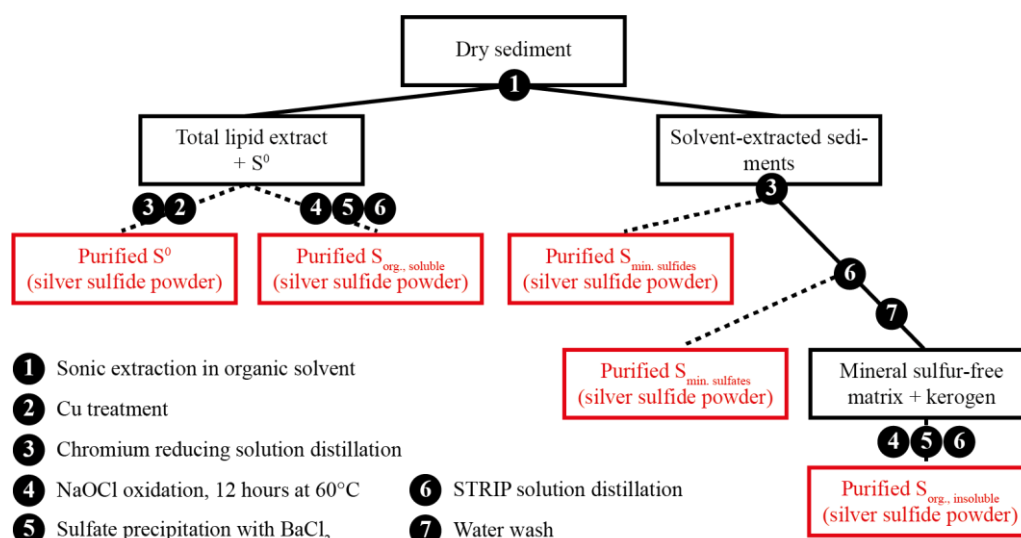 Dry sediment
1
Total lipid extract
+ S⁰
Solvent-extracted sedi-
ments
3
3 2
4 5 6
Purified S⁰
(silver sulfide powder)
Purified S org., soluble
(silver sulfide powder)
Purified S min. sulfides
(silver sulfide powder)
6
7
Purified S min. sulfates
(silver sulfide powder)
Mineral sulfur-free
matrix + kerogen
4 5 6
Purified S org., insoluble
(silver sulfide powder)
1 Sonic extraction in organic solvent
2 Cu treatment
3 Chromium reducing solution distillation
4 NaOCl oxidation, 12 hours at 60°C
5 Sulfate precipitation with BaCl₂
6 STRIP solution distillation
7 Water wash